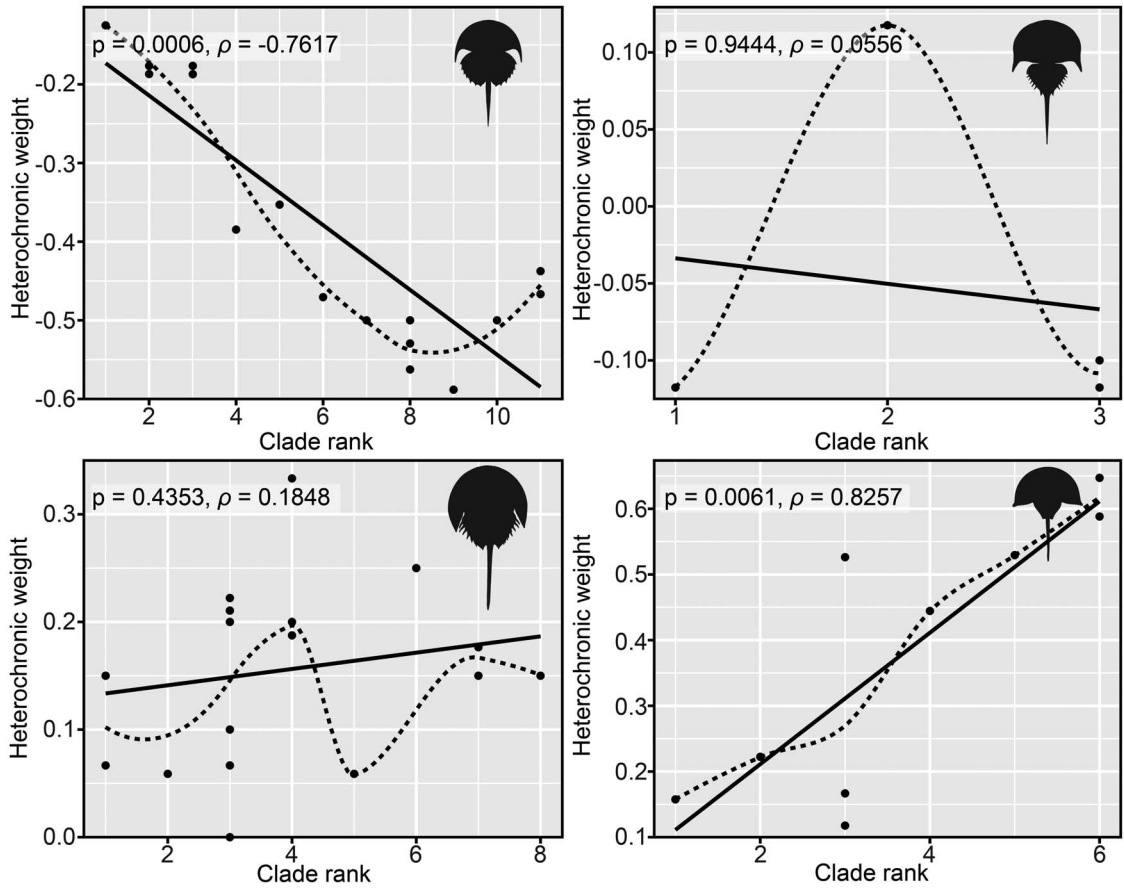 p = 0.0006, ρ = -0.7617
Heterochronic weight
-0.2
-0.3
-0.4
-0.5
-0.6
2 4 6 8 10
Clade rank
p = 0.9444, ρ = 0.0556
Heterochronic weight
0.10
0.05
0.00
-0.05
-0.10
1 2 3
Clade rank
p = 0.4353, ρ = 0.1848
Heterochronic weight
0.3
0.2
0.1
0.0
2 4 6 8
Clade rank
p = 0.0061, ρ = 0.8257
Heterochronic weight
0.6
0.5
0.4
0.3
0.2
0.1
2 4 6
Clade rank